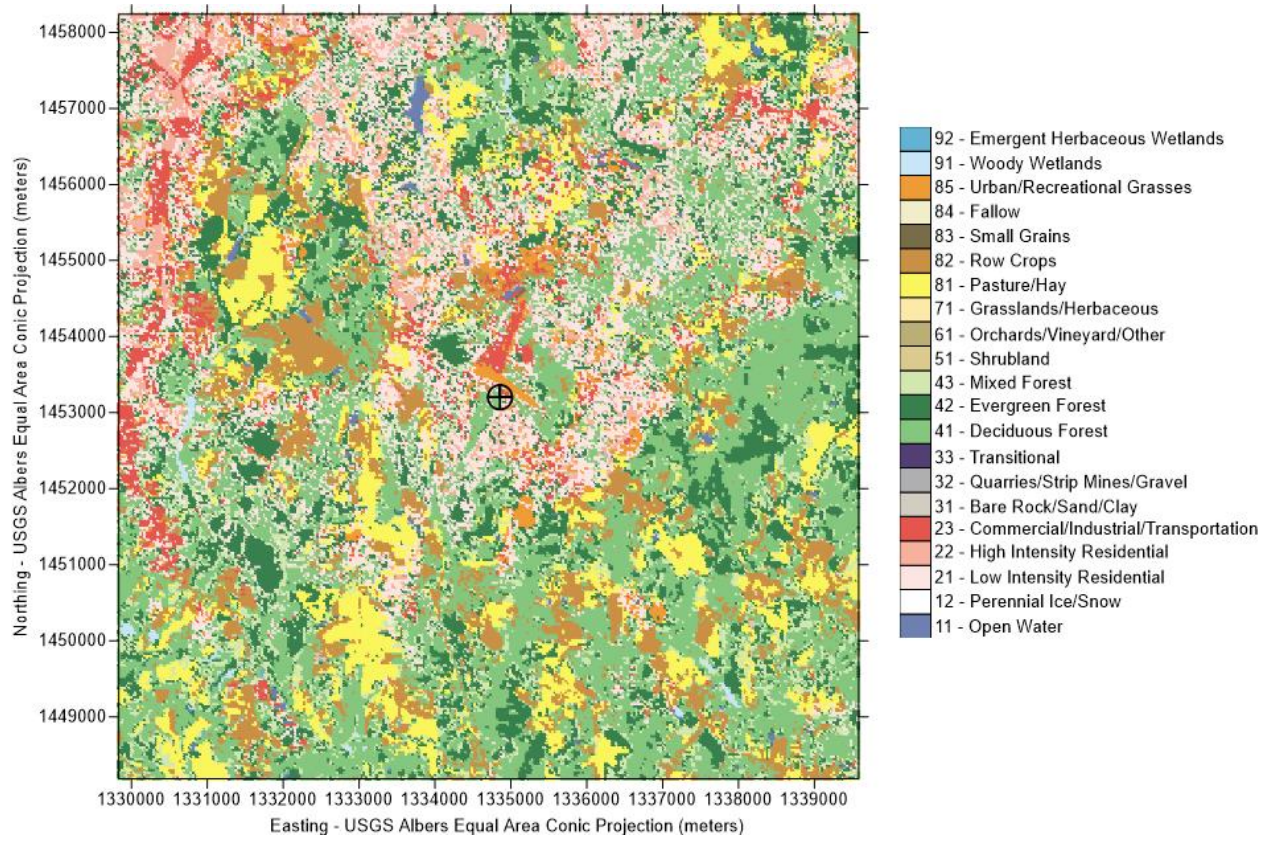 1458000
1457000
1456000
1455000
1454000
1453000
1452000
1451000
1450000
1449000
Northing - USGS Albers Equal Area Conic Projection (meters)
1330000 1331000 1332000 1333000 1334000 1335000 1336000 1337000 1338000 1339000
Easting - USGS Albers Equal Area Conic Projection (meters)
92 - Emergent Herbaceous Wetlands
91 - Woody Wetlands
85 - Urban/Recreational Grasses
84 - Fallow
83 - Small Grains
82 - Row Crops
81 - Pasture/Hay
71 - Grasslands/Herbaceous
61 - Orchards/Vineyard/Other
51 - Shrubland
43 - Mixed Forest
42 - Evergreen Forest
41 - Deciduous Forest
33 - Transitional
32 - Quarries/Strip Mines/Gravel
31 - Bare Rock/Sand/Clay
23 - Commercial/Industrial/Transportation
22 - High Intensity Residential
21 - Low Intensity Residential
12 - Perennial Ice/Snow
11 - Open Water